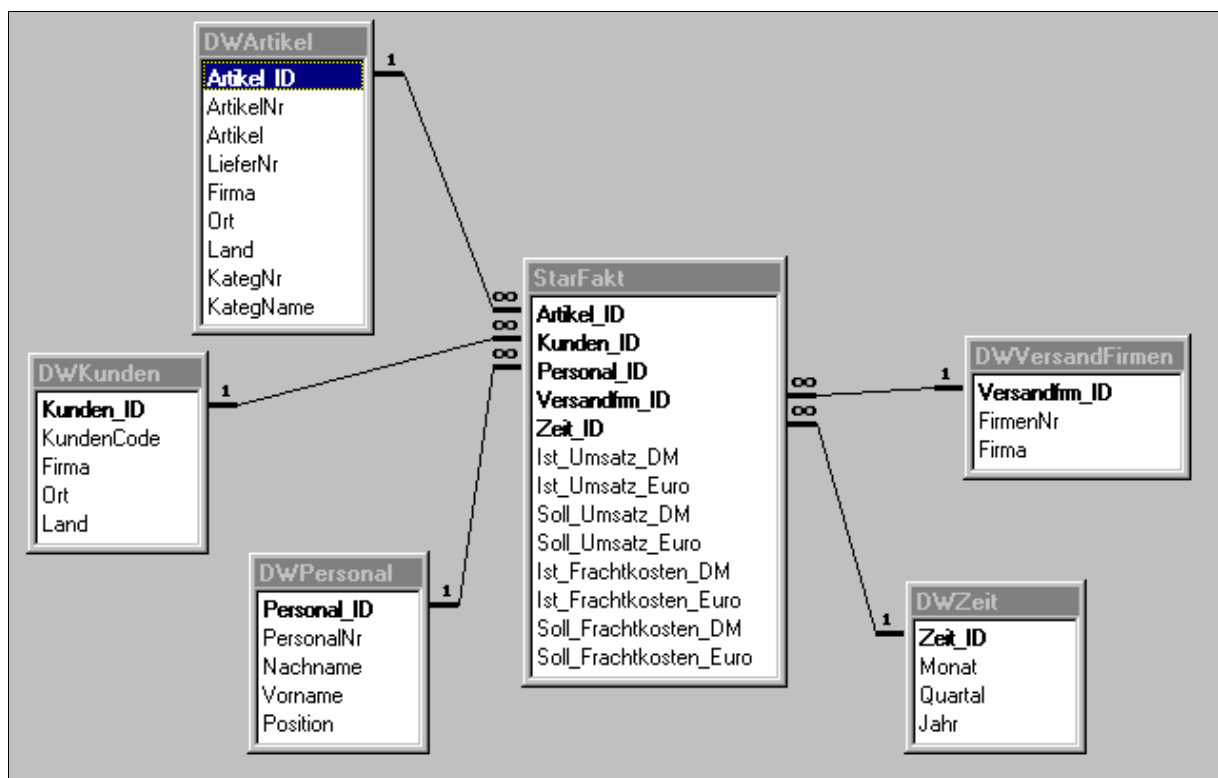 DWArtikel
Artikel_ID
ArtikelNr
Artikel
LieferNr
Firma
Ort
Land
KategNr
KategName
1
DWKunden
Kunden_ID
KundenCode
Firma
Ort
Land
1
DWPersonal
Personal_ID
PersonalNr
Nachname
Vorname
Position
1
∞
∞
∞
StarFakt
Artikel_ID
Kunden_ID
Personal_ID
Versandfrm_ID
Zeit_ID
Ist_Umsatz_DM
Ist_Umsatz_Euro
Soll_Umsatz_DM
Soll_Umsatz_Euro
Ist_Frachtkosten_DM
Ist_Frachtkosten_Euro
Soll_Frachtkosten_DM
Soll_Frachtkosten_Euro
∞
∞
1
DWVersandFirmen
Versandfrm_ID
FirmenNr
Firma
1
DWZeit
Zeit_ID
Monat
Quartal
Jahr